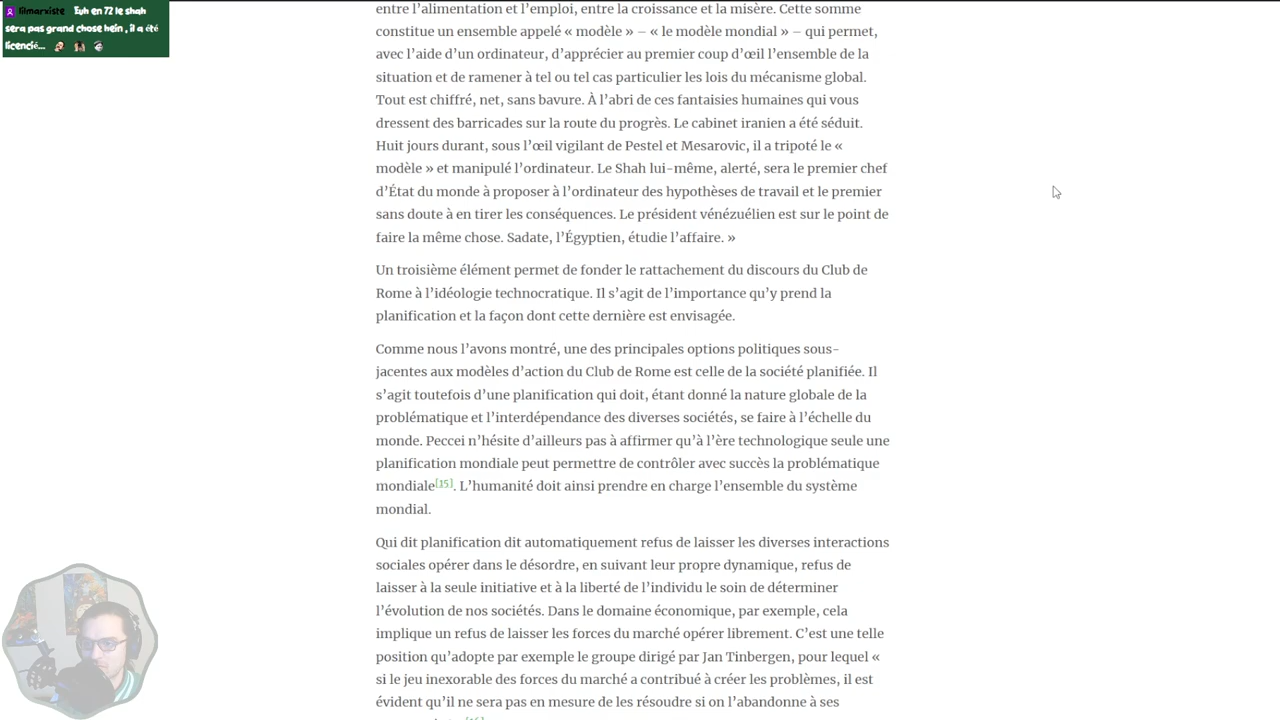 filmarxiste Euh en 72 le shah
sera pas grand chose hein , il a été
licencié...
entre l’alimentation et l’emploi, entre la croissance et la misère. Cette somme
constitue un ensemble appelé « modèle » – « le modèle mondial » – qui permet,
avec l’aide d’un ordinateur, d’apprécier au premier coup d’œil l’ensemble de la
situation et de ramener à tel ou tel cas particulier les lois du mécanisme global.
Tout est chiffré, net, sans bavure. À l’abri de ces fantaisies humaines qui vous
dressent des barricades sur la route du progrès. Le cabinet iranien a été séduit.
Huit jours durant, sous l’œil vigilant de Pestel et Mesarovic, il a tripoté le «
modèle » et manipulé l’ordinateur. Le Shah lui-même, alerté, sera le premier chef
d’État du monde à proposer à l’ordinateur des hypothèses de travail et le premier
sans doute à en tirer les conséquences. Le président vénézuélien est sur le point de
faire la même chose. Sadate, l’Égyptien, étudie l’affaire. »
Un troisième élément permet de fonder le rattachement du discours du Club de
Rome à l’idéologie technocratique. Il s’agit de l’importance qu’y prend la
planification et la façon dont cette dernière est envisagée.
Comme nous l’avons montré, une des principales options politiques sous-
jacentes aux modèles d’action du Club de Rome est celle de la société planifiée. Il
s’agit toutefois d’une planification qui doit, étant donné la nature globale de la
problématique et l’interdépendance des diverses sociétés, se faire à l’échelle du
monde. Peccei n’hésite d’ailleurs pas à affirmer qu’à l’ère technologique seule une
planification mondiale peut permettre de contrôler avec succès la problématique
mondiale[15]. L’humanité doit ainsi prendre en charge l’ensemble du système
mondial.
Qui dit planification dit automatiquement refus de laisser les diverses interactions
sociales opérer dans le désordre, en suivant leur propre dynamique, refus de
laisser à la seule initiative et à la liberté de l’individu le soin de déterminer
l’évolution de nos sociétés. Dans le domaine économique, par exemple, cela
implique un refus de laisser les forces du marché opérer librement. C’est une telle
position qu’adopte par exemple le groupe dirigé par Jan Tinbergen, pour lequel «
si le jeu inexorable des forces du marché a contribué à créer les problèmes, il est
évident qu’il ne sera pas en mesure de les résoudre si on l’abandonne à ses